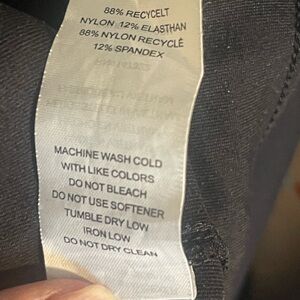 88% RECYCELT
NYLON 12% ELASTHAN
88% NYLON RECYCLÉ
12% SPANDEX
MACHINE WASH COLD
WITH LIKE COLORS
DO NOT BLEACH
DO NOT USE SOFTENER
TUMBLE DRY LOW
IRON LOW
DO NOT DRY CLEAN